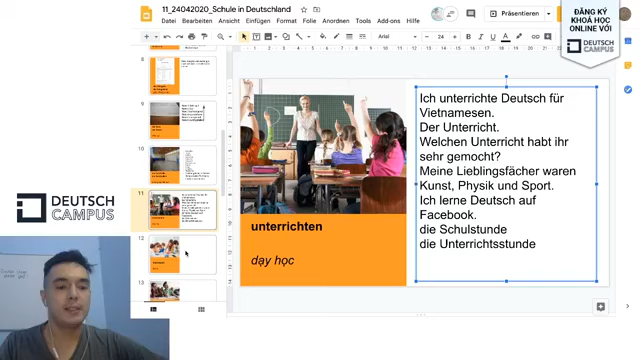 11_24042020_Schule in Deutschland
Datei Bearbeiten Ansicht Einfügen Format Folie Anordnen Tools Add-ons Hilfe
Präsentieren
ĐĂNG KÝ
KHOÁ HỌC
ONLINE VỚI
DEUTSCH
CAMPUS
Arial
8
9
10
11
12
13
DEUTSCH
CAMPUS
unterrichten
dạy học
Ich unterrichte Deutsch für
Vietnamesen.
Der Unterricht.
Welchen Unterricht habt ihr
sehr gemocht?
Meine Lieblingsfächer waren
Kunst, Physik und Sport.
Ich lerne Deutsch auf
Facebook.
die Schulstunde
die Unterrichtsstunde